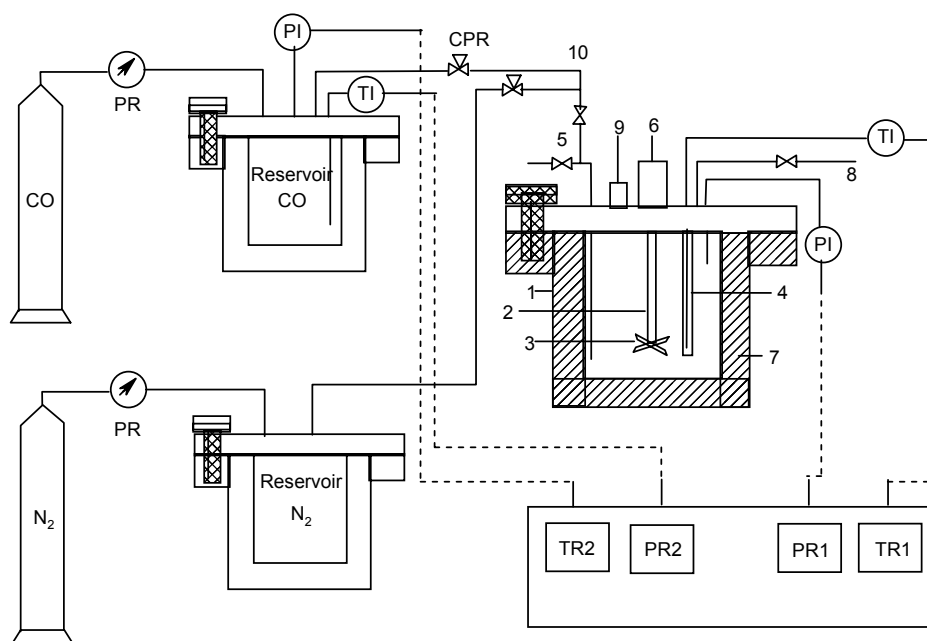 PI
CPR
10
PR
TI
5
9
6
TI
Reservoir
CO
CO
8
PI
1
4
2
3
7
PR
Reservoir
N2
N2
TR2
PR2
PR1
TR1